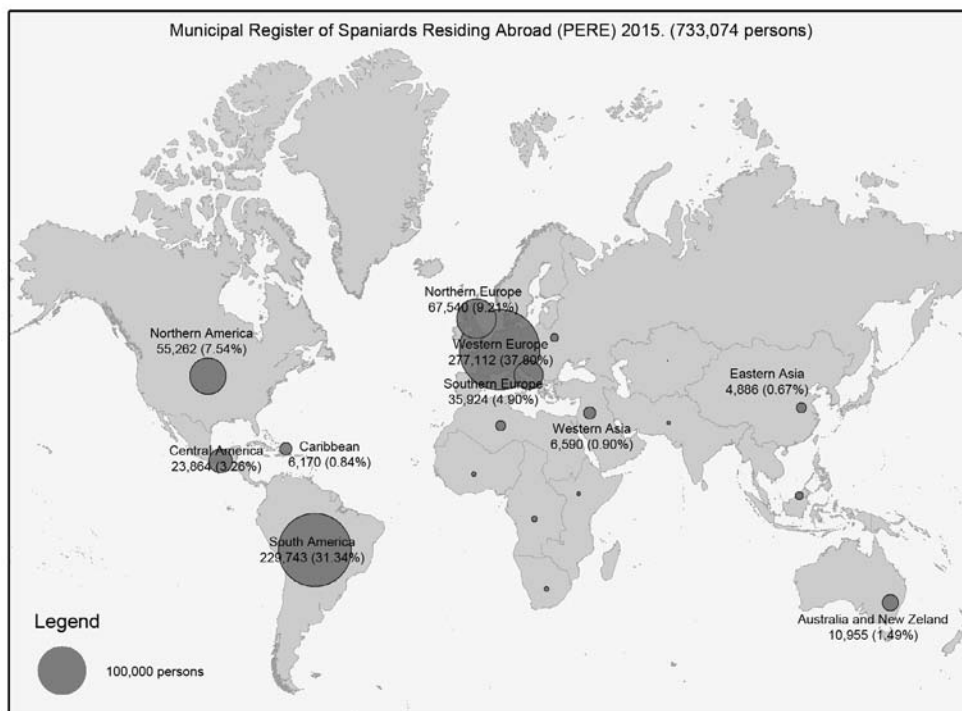 Municipal Register of Spaniards Residing Abroad (PERE) 2015. (733,074 persons)
Northern Europe
67,540 (9.21%)
Northern America
55,262 (7.54%)
Western Europe
277,112 (37.80%)
Southern Europe
35,924 (4.90%)
Eastern Asia
4,886 (0.67%)
Western Asia
6,590 (0.90%)
Caribbean
6,170 (0.84%)
Central America
23,864 (3.26%)
South America
229,743 (31.34%)
Australia and New Zeland
10,955 (1.49%)
Legend
100,000 persons